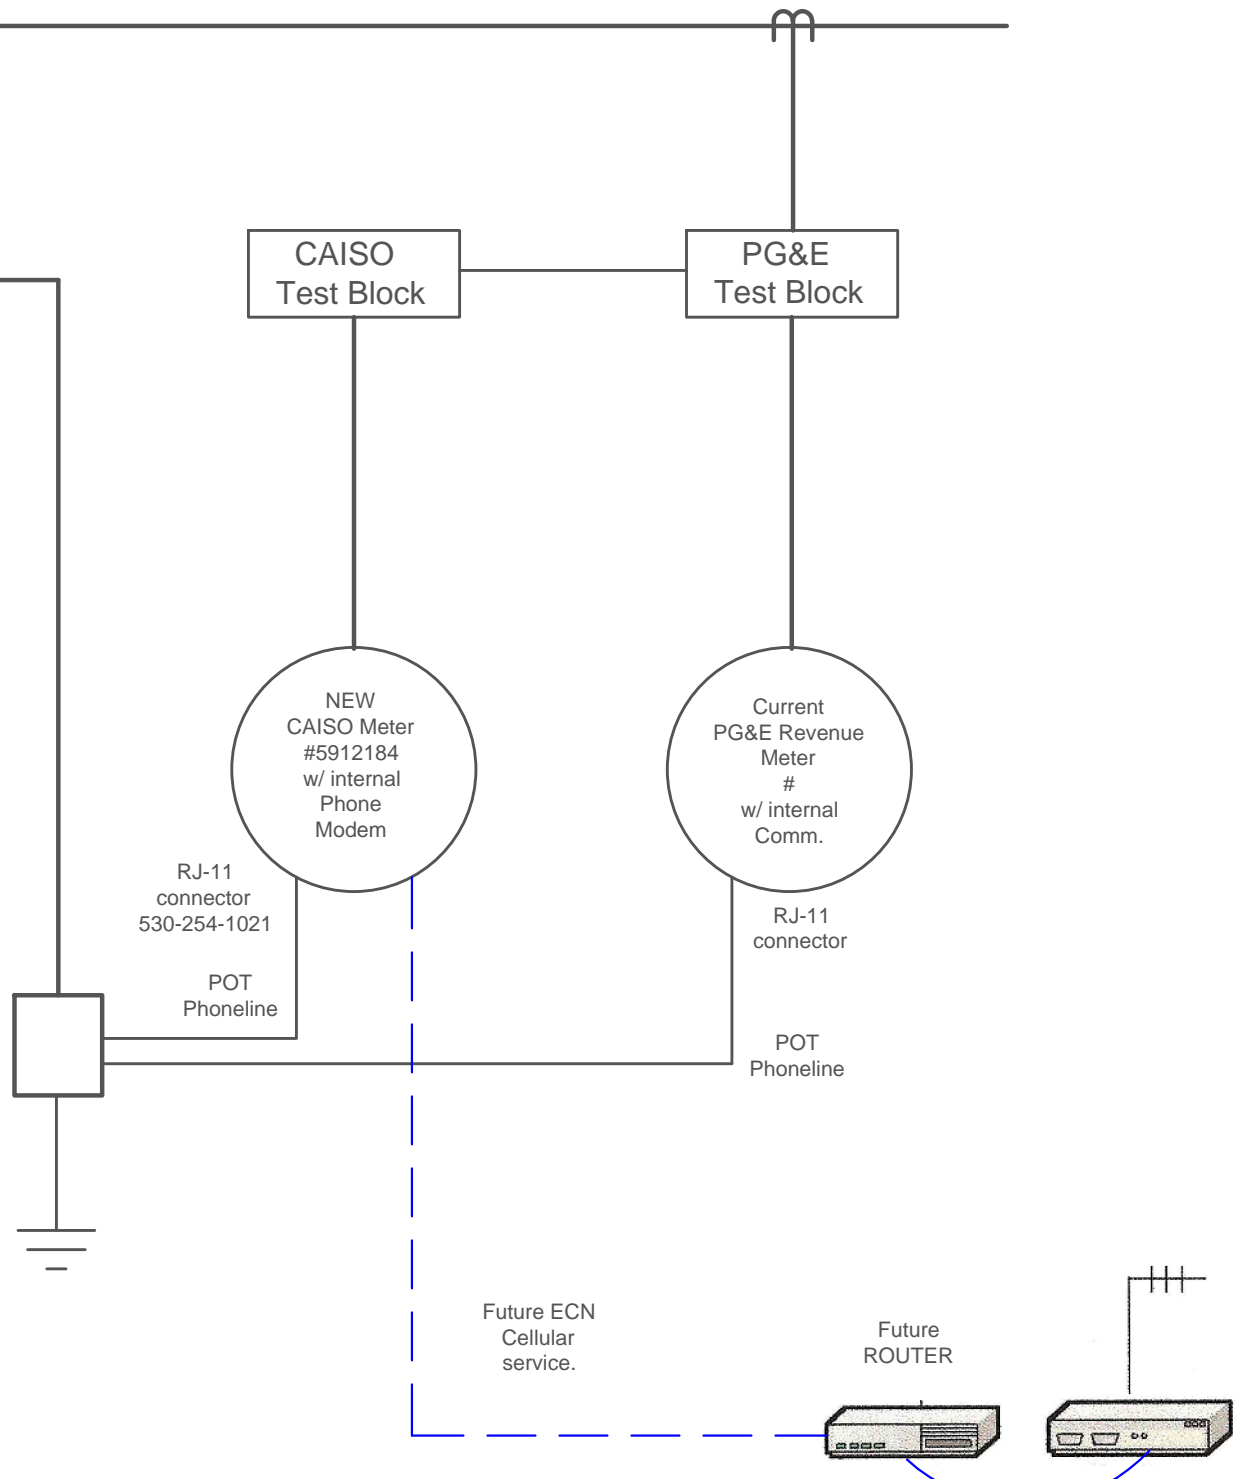 CAISO
Test Block
PG&E
Test Block
NEW
CAISO Meter
#5912184
w/ internal
Phone
Modem
Current
PG&E Revenue
Meter
#
w/ internal
Comm.
RJ-11
connector
530-254-1021
RJ-11
connector
POT
Phoneline
POT
Phoneline
Future ECN
Cellular
service.
Future
ROUTER